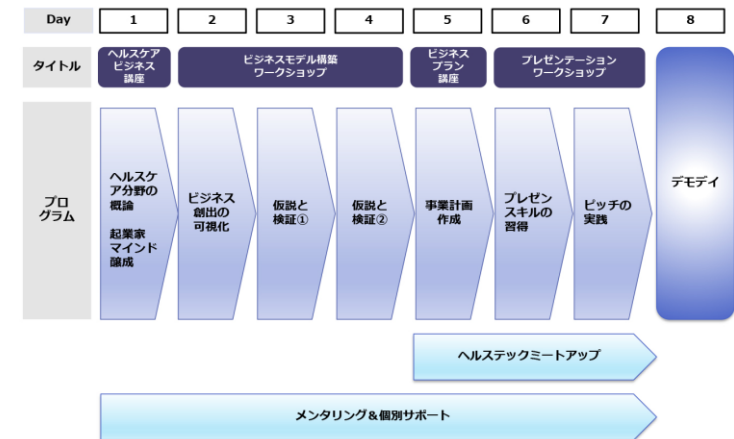 Day
1
2
3
4
5
6
7
8
タイトル
ヘルスケア
ビジネス
講座
ビジネスモデル構築
ワークショップ
ビジネス
プラン
講座
プレゼンテーション
ワークショップ
プロ
グラム
ヘルスケ
ア分野の
概論
起業家
マインド
醸成
ビジネス
創出の
可視化
仮説と
検証①
仮説と
検証②
事業計画
作成
プレゼン
スキルの
習得
ピッチの
実践
デモデイ
ヘルステックミートアップ
メンタリング&個別サポート